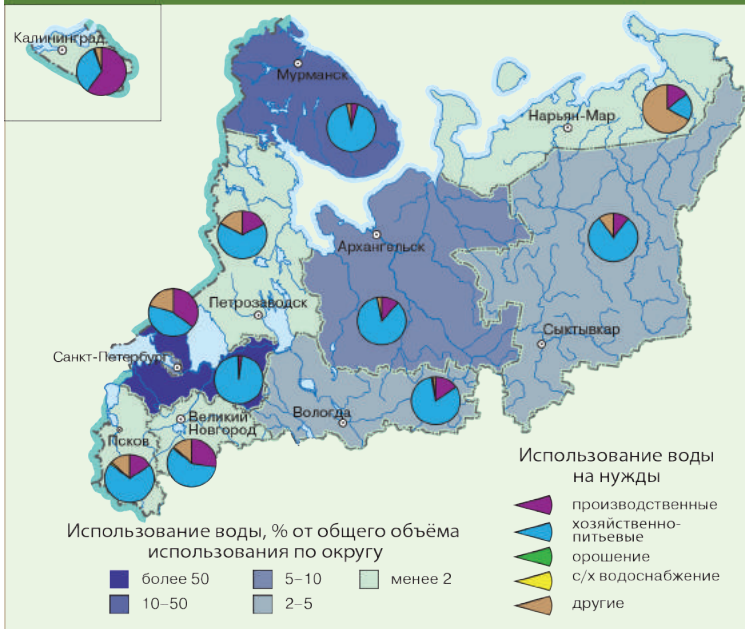 Калининград
Мурманск
Нарьян-Мар
Архангельск
Петрозаводск
Сыктывкар
Санкт-Петербург
Великий
Новгород
Вологда
Псков
Использование воды
на нужды
производственные
хозяйственно-
питьевые
орошение
с/х водоснабжение
другие
Использование воды, % от общего объёма
использования по округу
более 50
5–10
менее 2
10–50
2–5